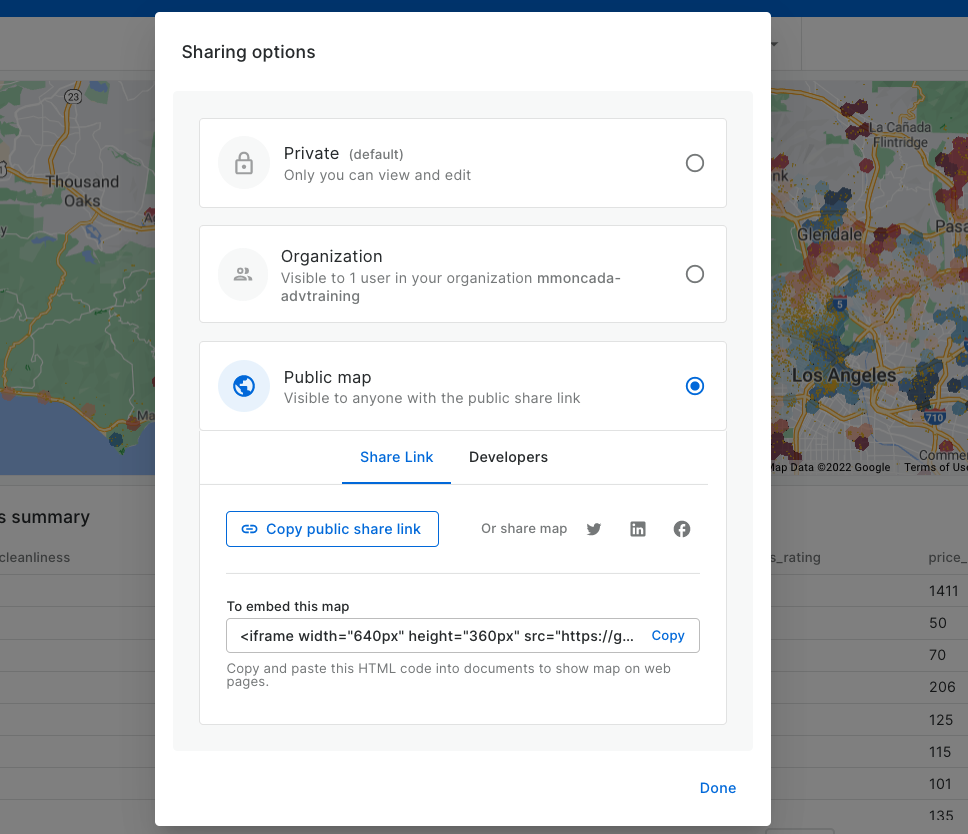 Sharing options
Private (default)
Only you can view and edit
Organization
Visible to 1 user in your organization mmoncada-
advtraining
Public map
Visible to anyone with the public share link
Share Link
Developers
Copy public share link
Or share map
To embed this map
<iframe width="640px" height="360px" src="https://g...
Copy
Copy and paste this HTML code into documents to show map on web
pages.
Done
23
Thousand
Oaks
La Cañada
Flintridge
Glendale
5
Los Angeles
710
Map Data ©2022 Google
summary
cleanliness
s_rating
price_
1411
50
70
206
125
115
101
135